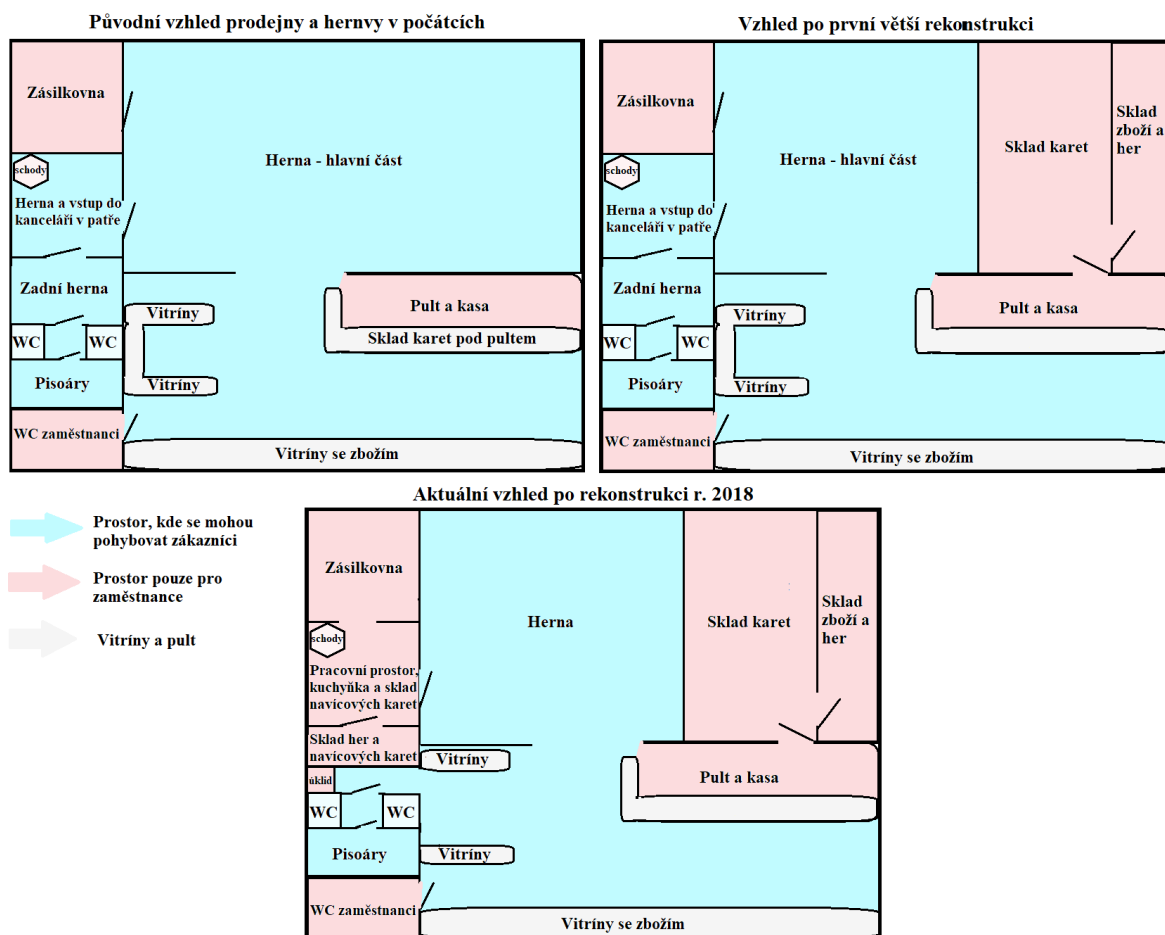 Původní vzhled prodejny a hernvy v počátcích
Zásilkovna
schody
Herna a vstup do
kanceláří v patře
Zadní herna
WC
WC
Pisoáry
WC zaměstnanci
Herna - hlavní část
Vitríny
Vitríny
Pult a kasa
Sklad karet pod pultem
Vitríny se zbožím
Vzhled po první větší rekonstrukci
Zásilkovna
schody
Herna a vstup do
kanceláří v patře
Zadní herna
WC
WC
Pisoáry
WC zaměstnanci
Herna - hlavní část
Sklad karet
Sklad
zboží a
her
Vitríny
Vitríny
Pult a kasa
Vitríny se zbožím
Prostor, kde se mohou
pohybovat zákazníci
Prostor pouze pro
zaměstnance
Vitríny a pult
Aktuální vzhled po rekonstrukci r. 2018
Zásilkovna
schody
Pracovní prostor,
kuchyňka a sklad
navícových karet
Sklad her a
navícových karet
úklid
WC
WC
Pisoáry
WC zaměstnanci
Herna
Sklad karet
Sklad
zboží a
her
Vitríny
Vitríny
Pult a kasa
Vitríny se zbožím